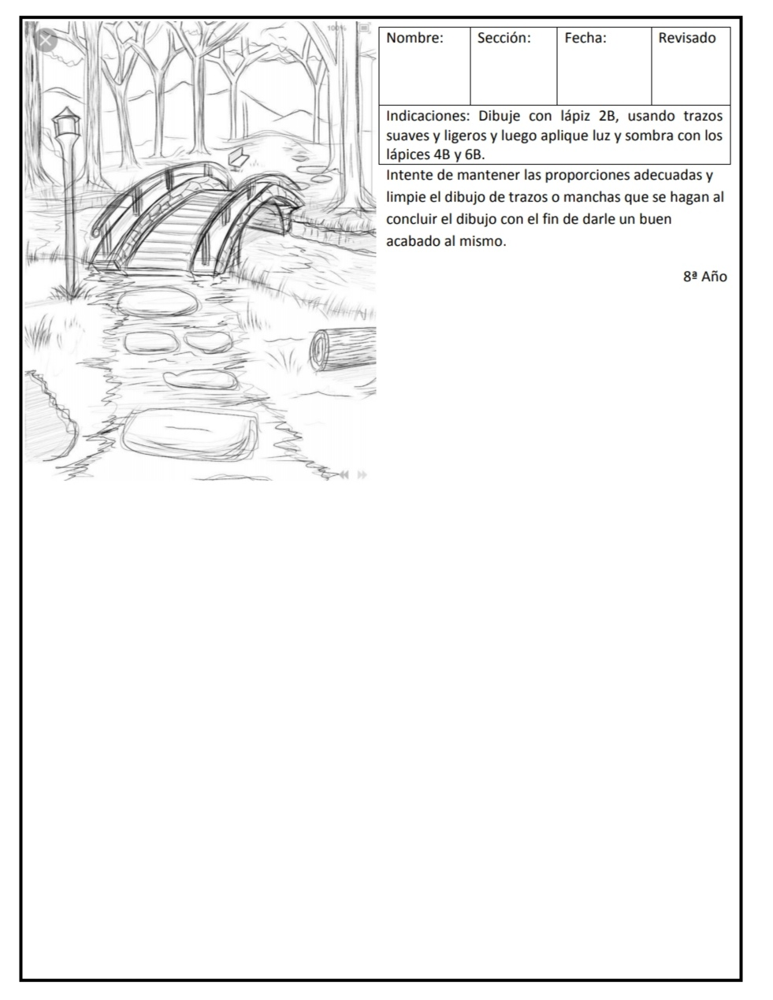 100%
Nombre:
Sección:
Fecha:
Revisado
Indicaciones: Dibuje con lápiz 2B, usando trazos
suaves y ligeros y luego aplique luz y sombra con los
lápices 4B y 6B.
Intente de mantener las proporciones adecuadas y
limpie el dibujo de trazos o manchas que se hagan al
concluir el dibujo con el fin de darle un buen
acabado al mismo.
8ª Año